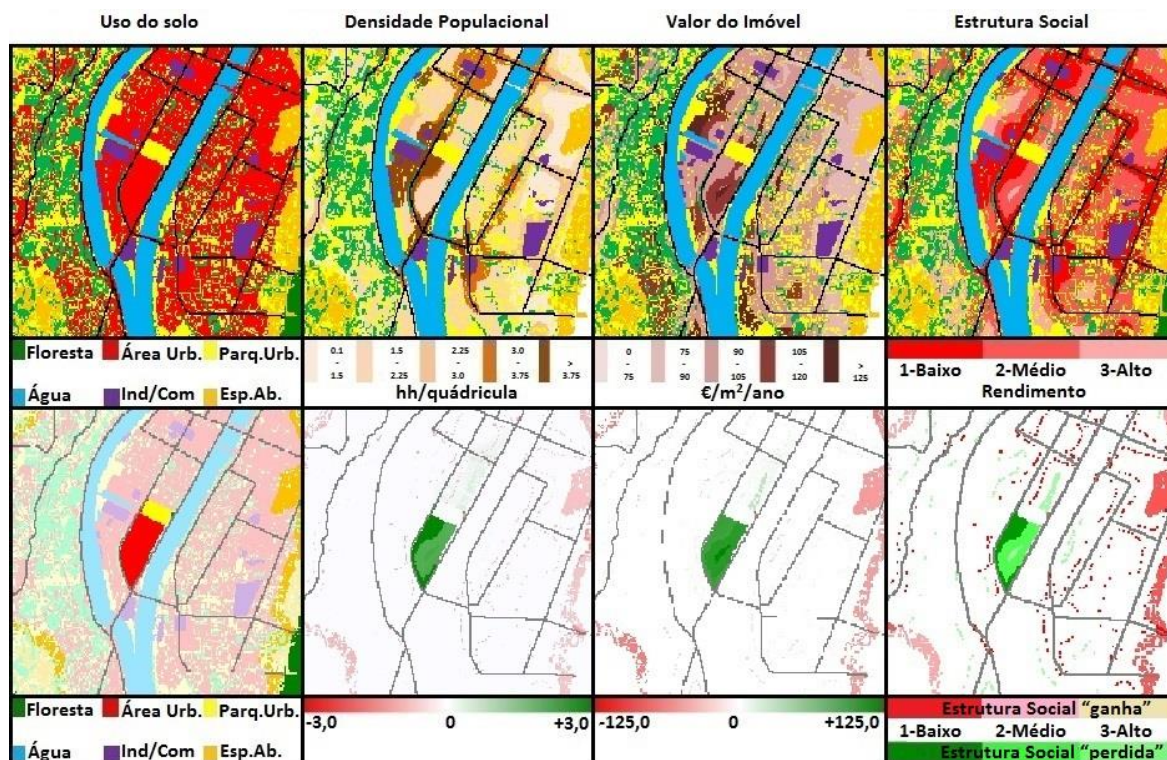 Uso do solo Densidade Populacional Valor do Imóvel Estrutura Social
Floresta Área Urb. Parq.Urb.
Água Ind/Com Esp.Ab.
0.1 - 1.5 1.5 - 2.25 2.25 - 3.0 3.0 - 3.75 > 3.75
hh/quádricula
0 - 75 75 - 90 90 - 105 105 - 120 > 125
€/m²/ano
1-Baixo 2-Médio 3-Alto
Rendimento
Floresta Área Urb. Parq.Urb.
Água Ind/Com Esp.Ab.
-3,0 0 +3,0
-125,0 0 +125,0
Estrutura Social “ganha”
1-Baixo 2-Médio 3-Alto
Estrutura Social “perdida”